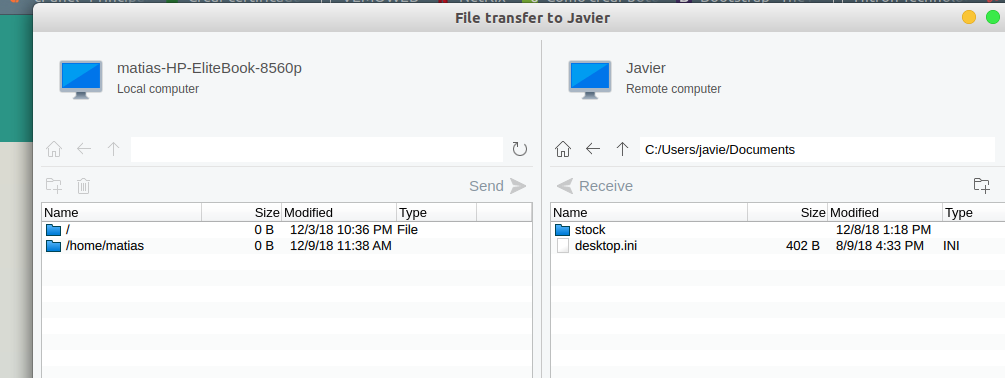 File transfer to Javier
matias-HP-EliteBook-8560p
Local computer
Javier
Remote computer
C:/Users/javie/Documents
Send
Receive
Name Size Modified Type
/ 0 B 12/3/18 10:36 PM File
/home/matias 0 B 12/9/18 11:38 AM
Name Size Modified Type
stock 12/8/18 1:18 PM
desktop.ini 402 B 8/9/18 4:33 PM INI